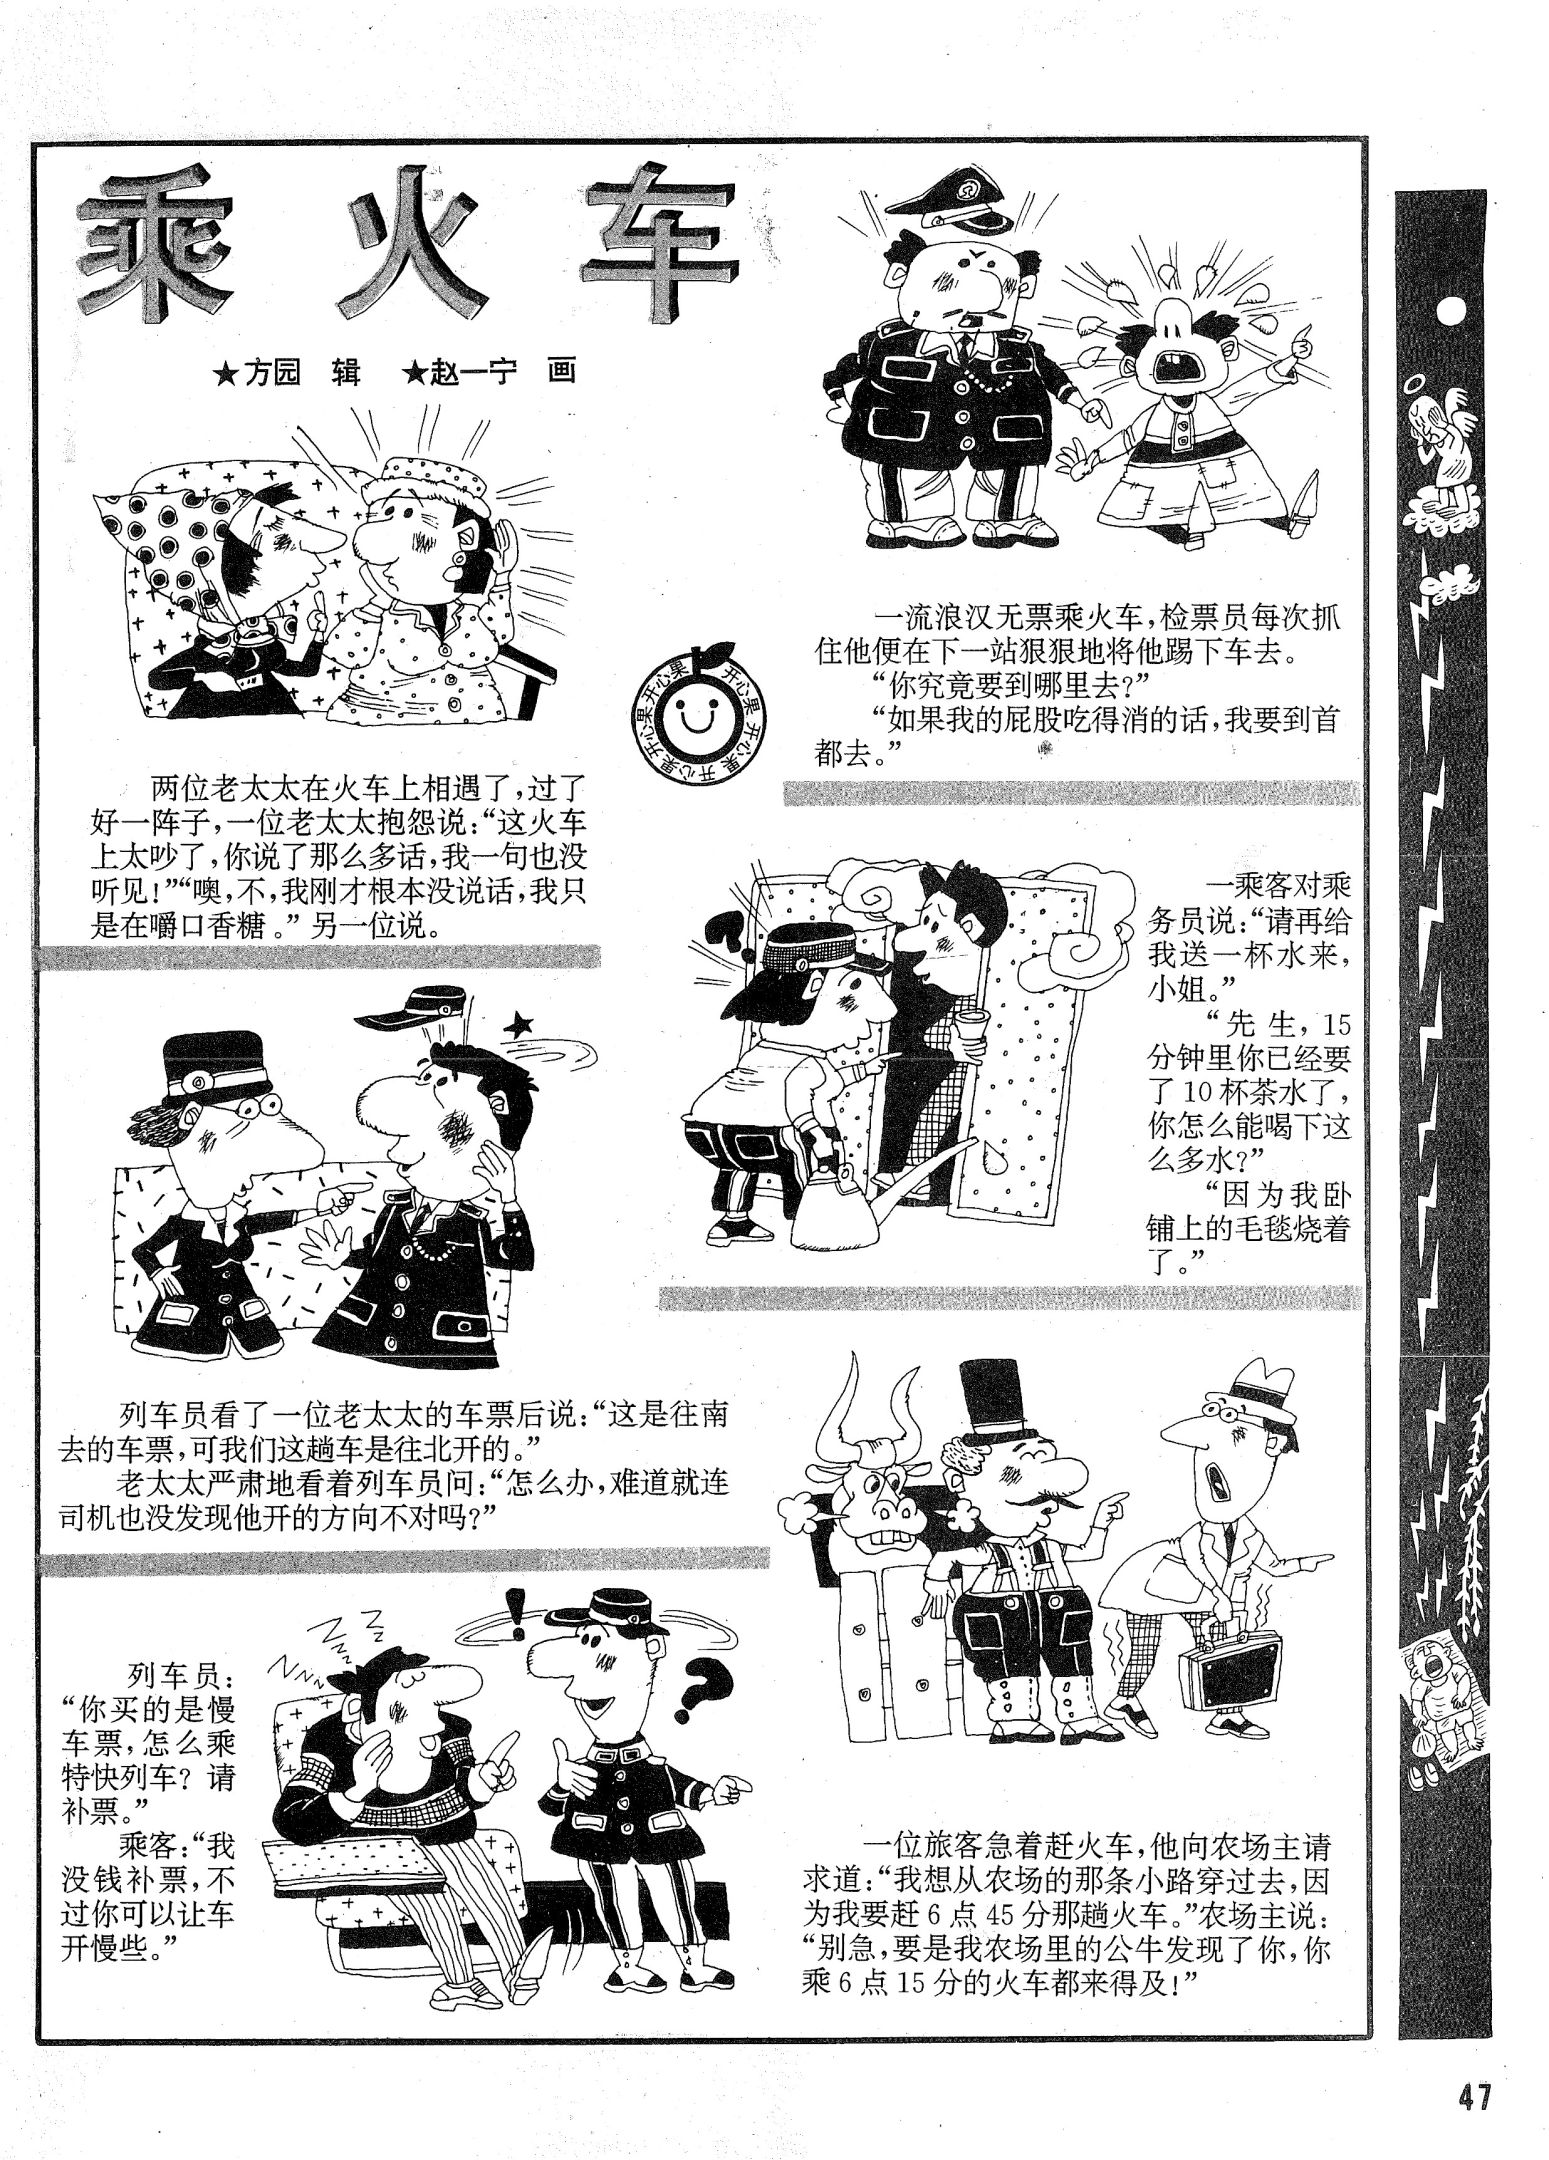 乘火车
★方园 辑 ★赵一宁 画
两位老太太在火车上相遇了，过了
好一阵子，一位老太太抱怨说：“这火车
上太吵了，你说了那么多话，我一句也没
听见！”“噢，不，我刚才根本没说话，我只
是在嚼口香糖。”另一位说。
开心果 开心果 开心果 开心果 开心果
列车员看了一位老太太的车票后说：“这是往南
去的车票，可我们这趟车是往北开的。”
老太太严肃地看着列车员问：“怎么办，难道就连
司机也没发现他开的方向不对吗？”
列车员：
“你买的是慢
车票，怎么乘
特快列车？请
补票。”
乘客：“我
没钱补票，不
过你可以让车
开慢些。”
ZZZ
ZZZ
NZZZ
！
？
一流浪汉无票乘火车，检票员每次抓
住他便在下一站狠狠地将他踢下车去。
“你究竟要到哪里去？”
“如果我的屁股吃得消的话，我要到首
都去。”
？
一乘客对乘
务员说：“请再给
我送一杯水来，
小姐。”
“先生，15
分钟里你已经要
了10杯茶水了，
你怎么能喝下这
么多水？”
“因为我卧
铺上的毛毯烧着
了。”
一位旅客急着赶火车，他向农场主请
求道：“我想从农场的那条小路穿过去，因
为我要赶6点45分那趟火车。”农场主说：
“别急，要是我农场里的公牛发现了你，你
乘6点15分的火车都来得及！”
47